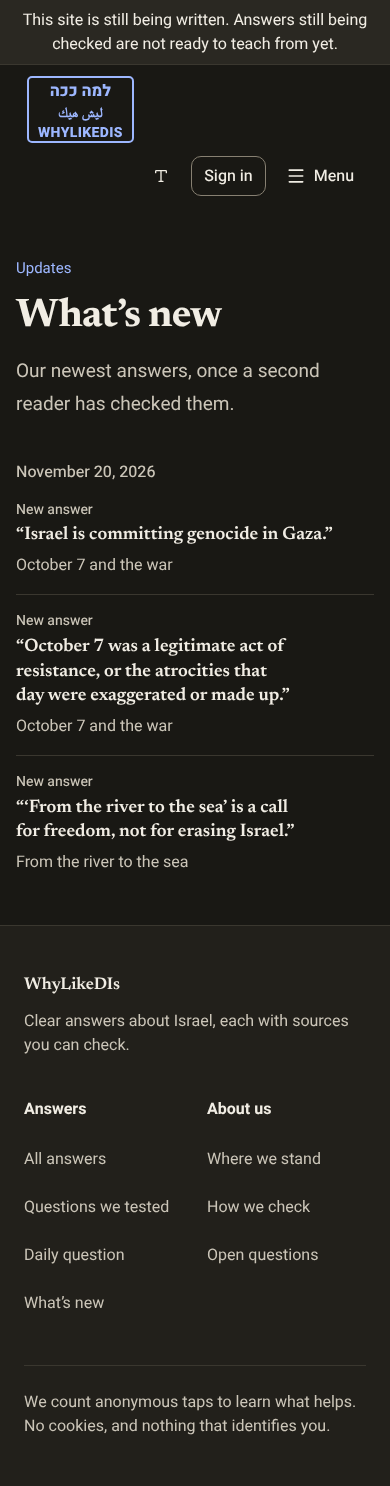 This site is still being written. Answers still being
checked are not ready to teach from yet.
למה ככה
ليش هيك
WHYLIKEDIS
T
Sign in
Menu
Updates
What’s new
Our newest answers, once a second
reader has checked them.
November 20, 2026
New answer
“Israel is committing genocide in Gaza.”
October 7 and the war
New answer
“October 7 was a legitimate act of
resistance, or the atrocities that
day were exaggerated or made up.”
October 7 and the war
New answer
“‘From the river to the sea’ is a call
for freedom, not for erasing Israel.”
From the river to the sea
WhyLikeDIs
Clear answers about Israel, each with sources
you can check.
Answers
All answers
Questions we tested
Daily question
What’s new
About us
Where we stand
How we check
Open questions
We count anonymous taps to learn what helps.
No cookies, and nothing that identifies you.